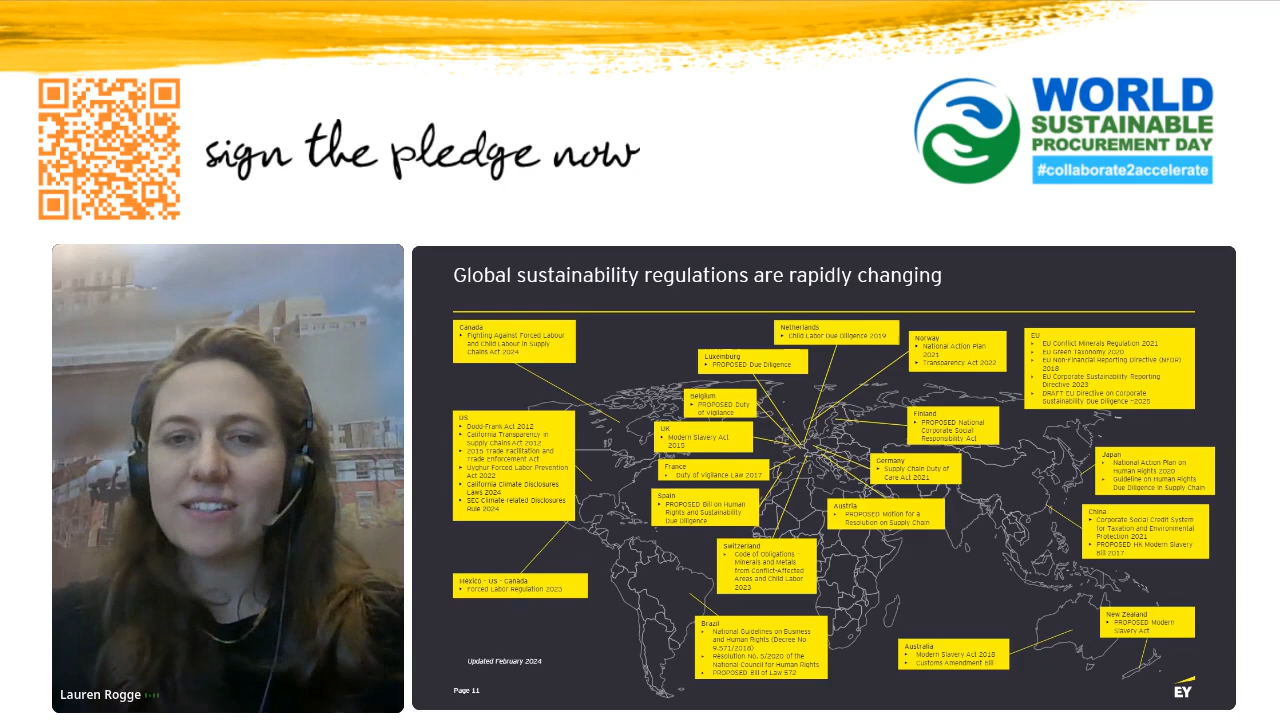 sign the pledge now
WORLD
SUSTAINABLE
PROCUREMENT DAY
#collaborate2accelerate
Lauren Rogge
Global sustainability regulations are rapidly changing
Canada
Fighting Against Forced Labour
and Child Labour in Supply
Chains Act 2024
US
Dodd-Frank Act 2012
California Transparency in
Supply Chains Act 2012
2015 Trade Facilitation and
Trade Enforcement Act
Uyghur Forced Labor Prevention
Act 2022
California Climate Disclosures
Laws 2024
SEC Climate-related Disclosures
Rule 2024
Mexico - US - Canada
Forced Labor Regulation 2023
Luxemburg
PROPOSED Due Diligence
Belgium
PROPOSED Duty
of Vigilance
UK
Modern Slavery Act
2015
France
Duty of Vigilance Law 2017
Spain
PROPOSED Bill on Human
Rights and Sustainability
Due Diligence
Switzerland
Code of Obligations -
Minerals and Metals
from Conflict-Affected
Areas and Child Labor
2023
Brazil
National Guidelines on Business
and Human Rights (Decree No
9.571/2018)
Resolution No. 5/2020 of the
National Council for Human Rights
PROPOSED Bill of Law 572
Netherlands
Child Labor Due Diligence 2019
Norway
National Action Plan
2021
Transparency Act 2022
Finland
PROPOSED National
Corporate Social
Responsibility Act
Germany
Supply Chain Duty of
Care Act 2021
Austria
PROPOSED Motion for a
Resolution on Supply Chain
EU
EU Conflict Minerals Regulation 2021
EU Green Taxonomy 2020
EU Non-Financial Reporting Directive (NFDR)
2018
EU Corporate Sustainability Reporting
Directive 2023
DRAFT EU Directive on Corporate
Sustainability Due Diligence ~2025
Japan
National Action Plan on
Human Rights 2020
Guideline on Human Rights
Due Diligence in Supply Chain
China
Corporate Social Credit System
for Taxation and Environmental
Protection 2021
PROPOSED HK Modern Slavery
Bill 2017
New Zealand
PROPOSED Modern
Slavery Act
Australia
Modern Slavery Act 2018
Customs Amendment Bill
Updated February 2024
Page 11
EY